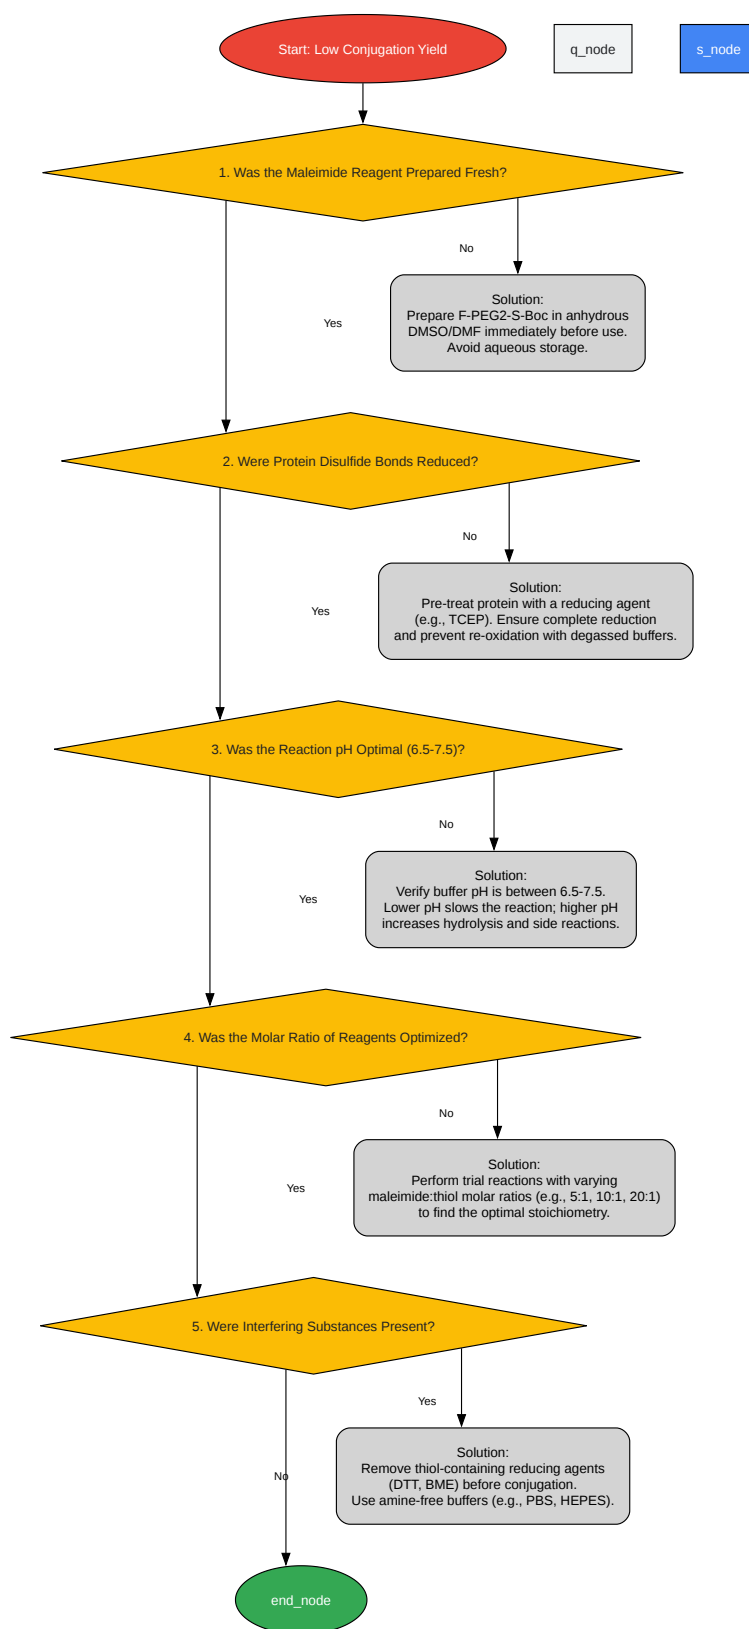 Start: Low Conjugation Yield
q_node
s_node
1. Was the Maleimide Reagent Prepared Fresh?
No
Yes
Solution:
Prepare F-PEG2-S-Boc in anhydrous
DMSO/DMF immediately before use.
Avoid aqueous storage.
2. Were Protein Disulfide Bonds Reduced?
No
Yes
Solution:
Pre-treat protein with a reducing agent
(e.g., TCEP). Ensure complete reduction
and prevent re-oxidation with degassed buffers.
3. Was the Reaction pH Optimal (6.5-7.5)?
No
Yes
Solution:
Verify buffer pH is between 6.5-7.5.
Lower pH slows the reaction; higher pH
increases hydrolysis and side reactions.
4. Was the Molar Ratio of Reagents Optimized?
No
Yes
Solution:
Perform trial reactions with varying
maleimide:thiol molar ratios (e.g., 5:1, 10:1, 20:1)
to find the optimal stoichiometry.
5. Were Interfering Substances Present?
Yes
No
Solution:
Remove thiol-containing reducing agents
(DTT, BME) before conjugation.
Use amine-free buffers (e.g., PBS, HEPES).
end_node